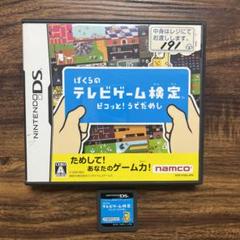 中身はレジにて
お渡しします。
191
NINTENDO DS
ぼくらの
テレビゲーム検定
ピコッと！うでだめし
ためして！
あなたのゲーム力！
namco
NINTENDO DS
テレビゲーム検定